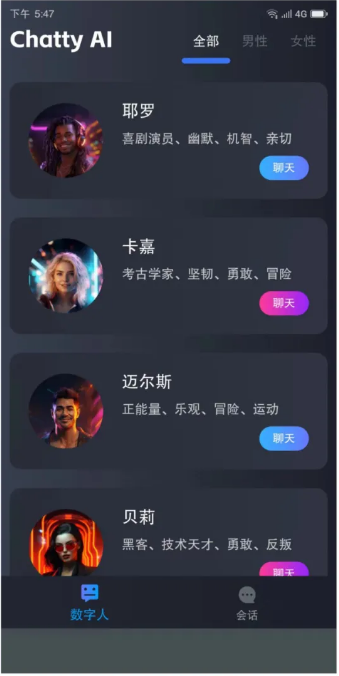 下午 5:47
4G
Chatty AI
全部
男性
女性
耶罗
喜剧演员、幽默、机智、亲切
聊天
卡嘉
考古学家、坚韧、勇敢、冒险
聊天
迈尔斯
正能量、乐观、冒险、运动
聊天
贝莉
黑客、技术天才、勇敢、反叛
聊天
数字人
会话